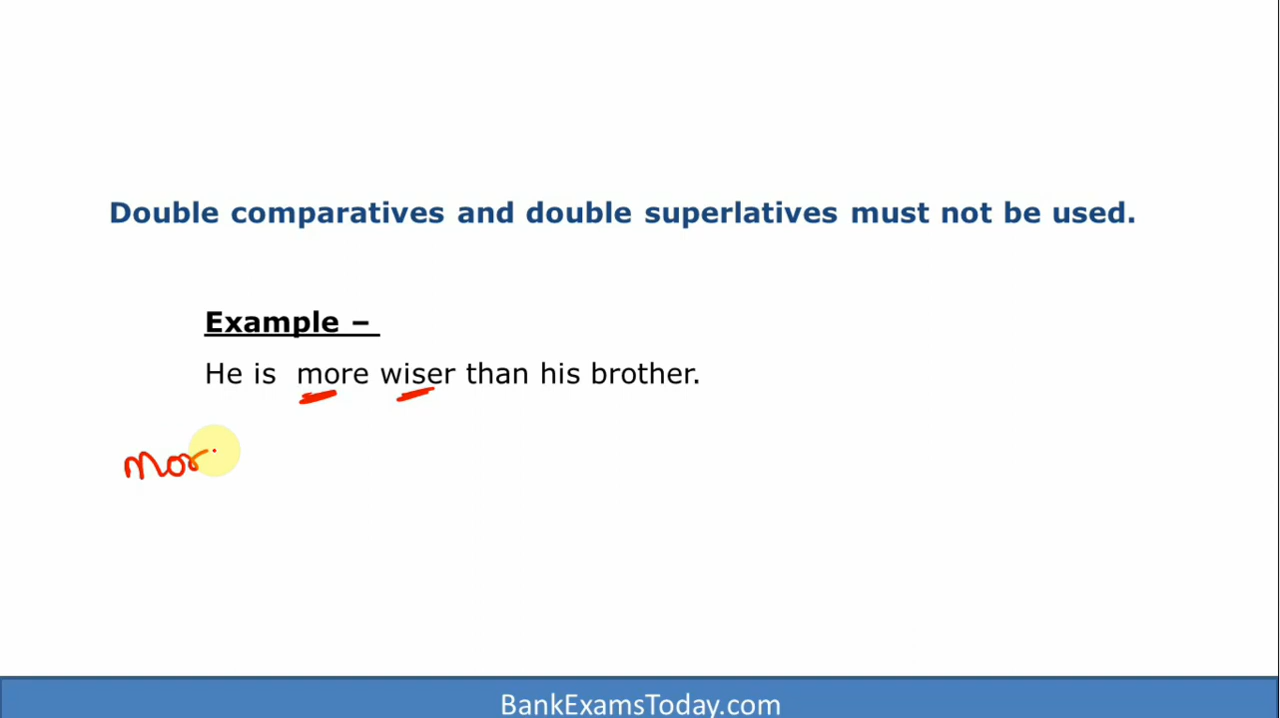 Double comparatives and double superlatives must not be used.
Example –
He is more wiser than his brother.
mor
BankExamsToday.com